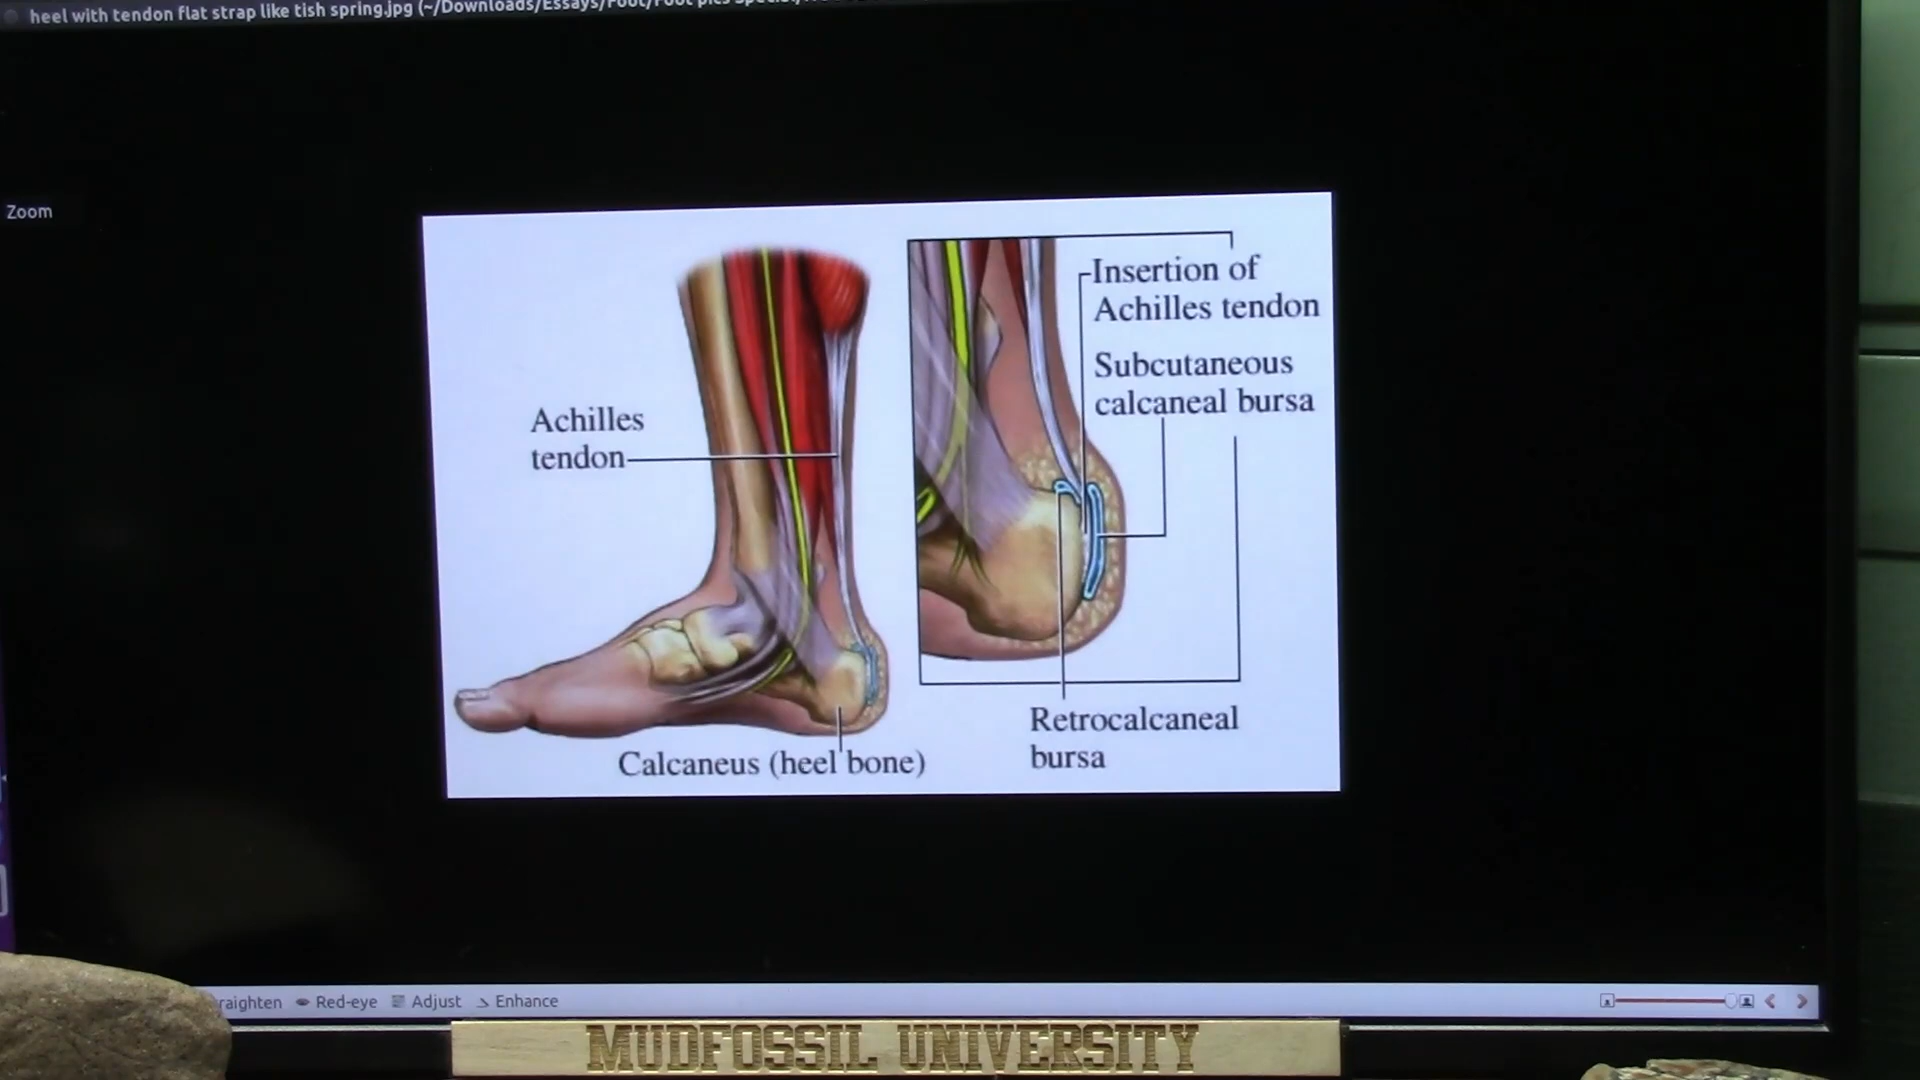 heel with tendon flat strap like tish spring.jpg (~/Downloads/Essays/Foot/Foot pics
Zoom
Insertion of
Achilles tendon
Subcutaneous
calcaneal bursa
Achilles
tendon
Retrocalcaneal
bursa
Calcaneus (heel bone)
raighten Red-eye Adjust Enhance
MUDFOSSIL UNIVERSITY